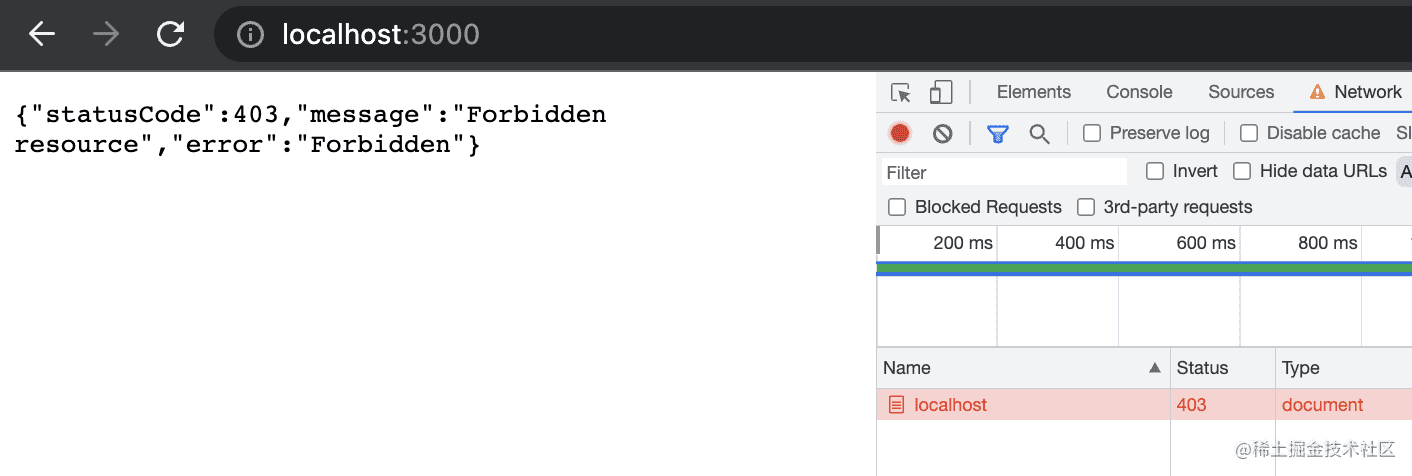 localhost:3000
{"statusCode":403,"message":"Forbidden
resource","error":"Forbidden"}
Elements Console Sources Network
Preserve log Disable cache Sl
Filter Invert Hide data URLs A
Blocked Requests 3rd-party requests
200 ms 400 ms 600 ms 800 ms
Name Status Type
localhost 403 document
@稀土掘金技术社区